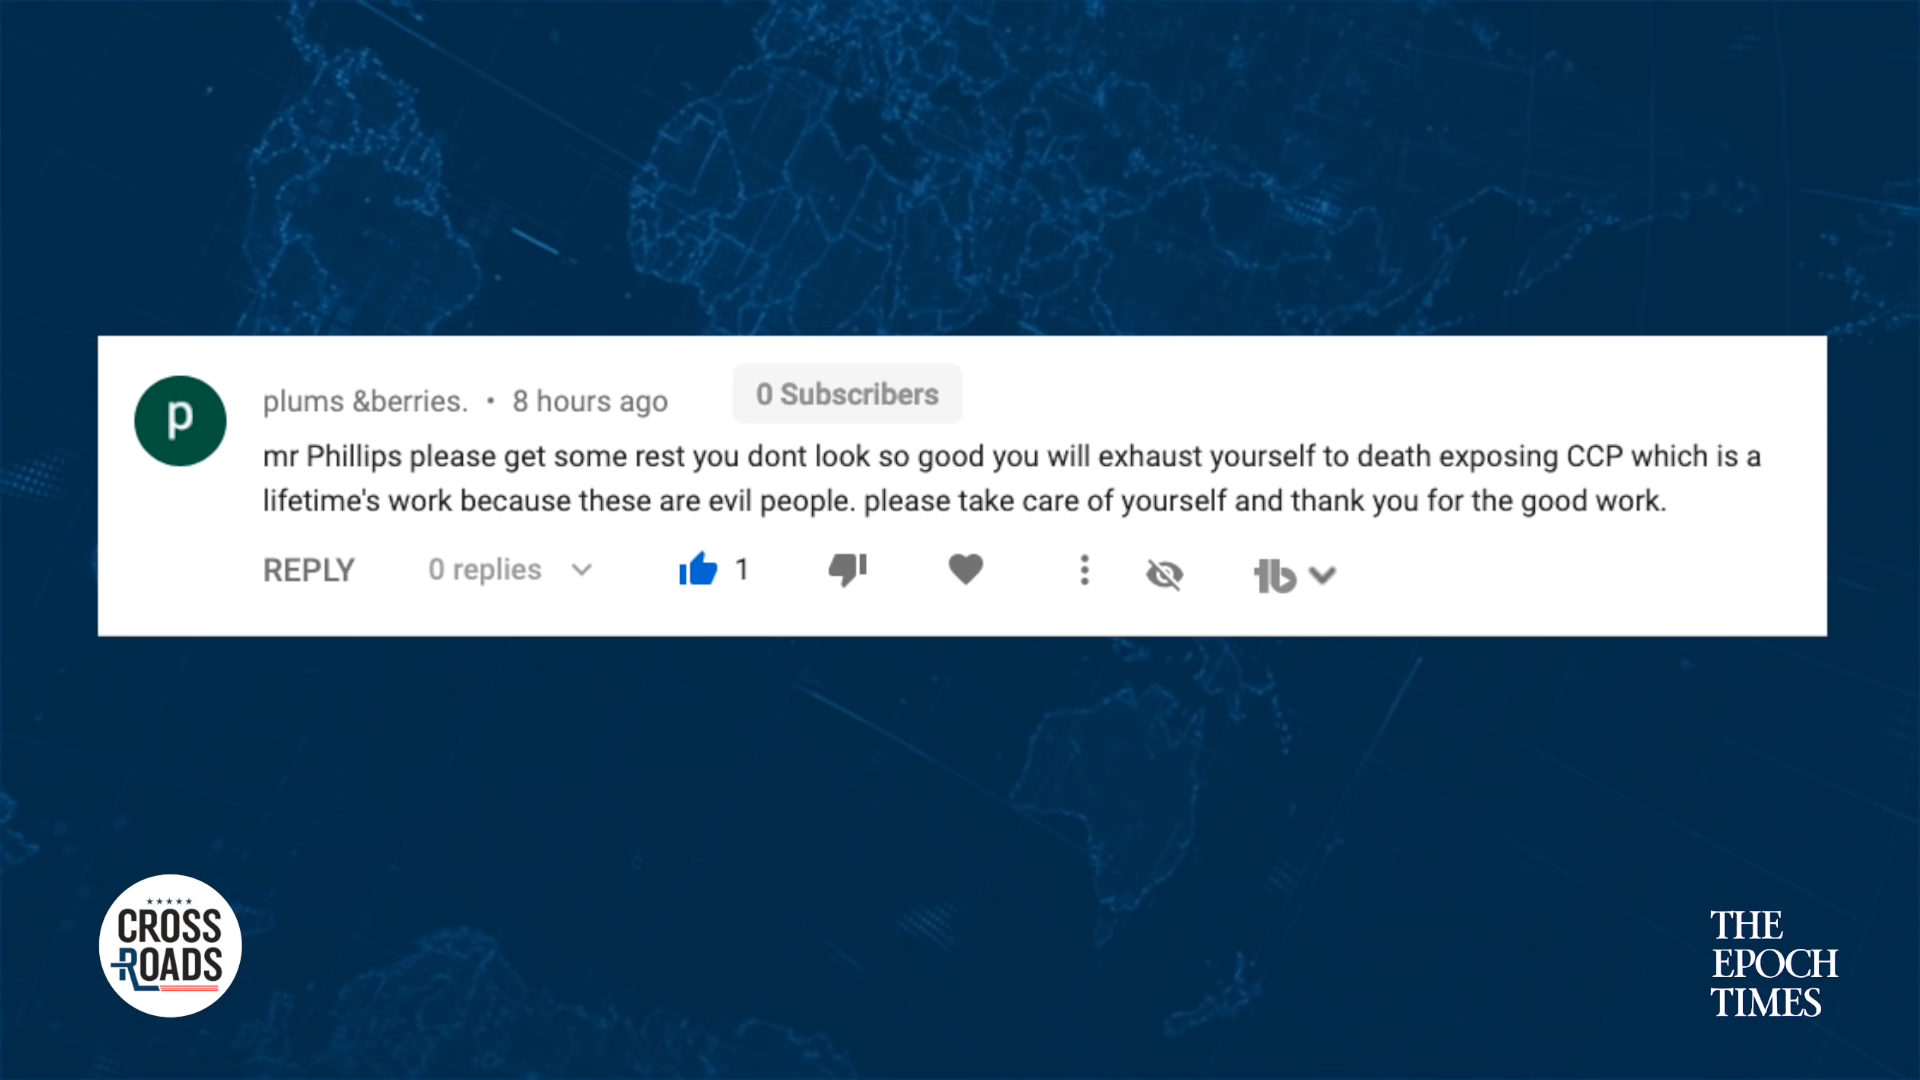 p
plums &berries. • 8 hours ago 0 Subscribers
mr Phillips please get some rest you dont look so good you will exhaust yourself to death exposing CCP which is a
lifetime's work because these are evil people. please take care of yourself and thank you for the good work.
REPLY 0 replies 1
CROSS
ROADS
THE
EPOCH
TIMES